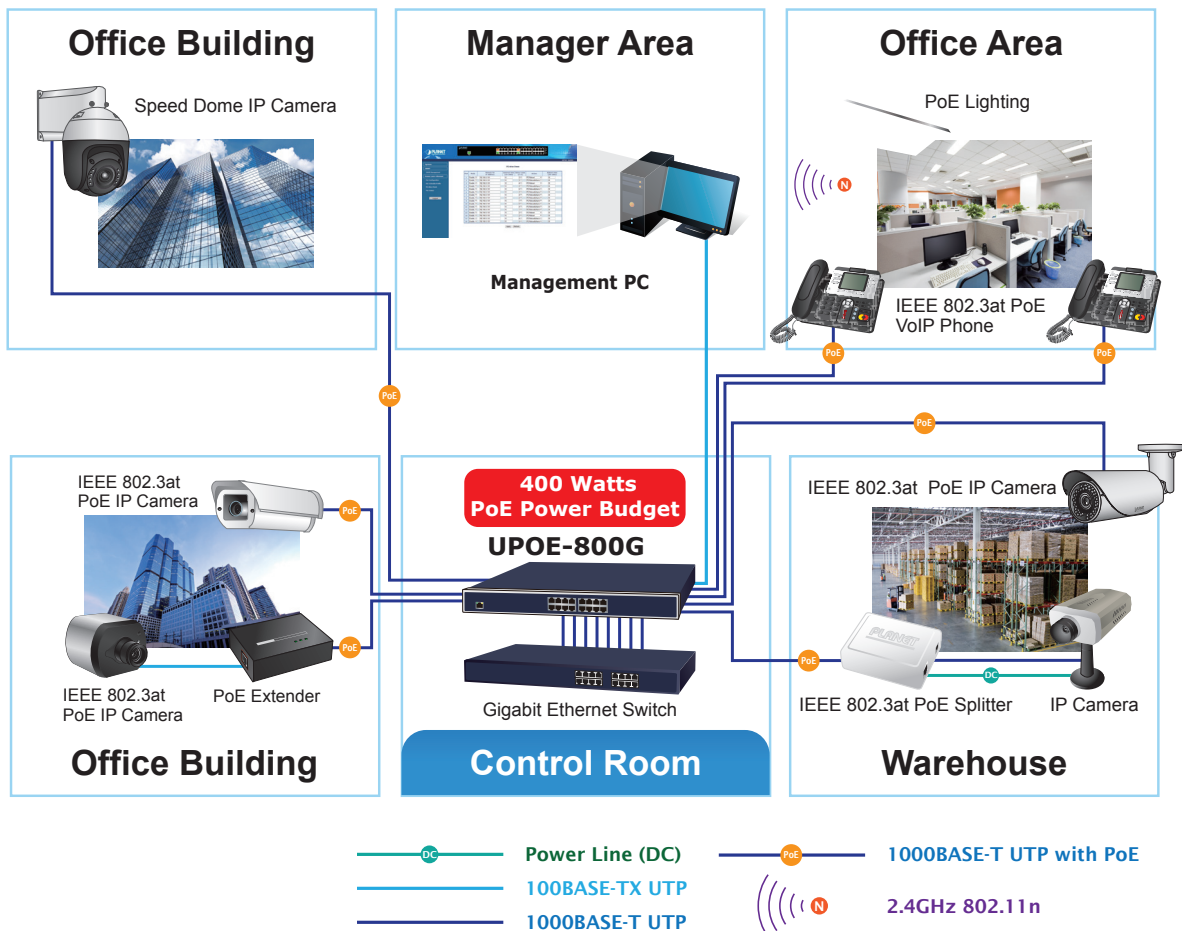 Office Building
Speed Dome IP Camera
Manager Area
PLANET
Management PC
Office Area
PoE Lighting
N
IEEE 802.3at PoE
VoIP Phone
PoE
PoE
PoE
PoE
IEEE 802.3at
PoE IP Camera
PoE
PoE
IEEE 802.3at
PoE IP Camera
PoE Extender
Office Building
400 Watts
PoE Power Budget
UPOE-800G
Gigabit Ethernet Switch
Control Room
IEEE 802.3at PoE IP Camera
PLANET
PoE
DC
IEEE 802.3at PoE Splitter
IP Camera
Warehouse
DC
Power Line (DC)
PoE
1000BASE-T UTP with PoE
100BASE-TX UTP
N
2.4GHz 802.11n
1000BASE-T UTP